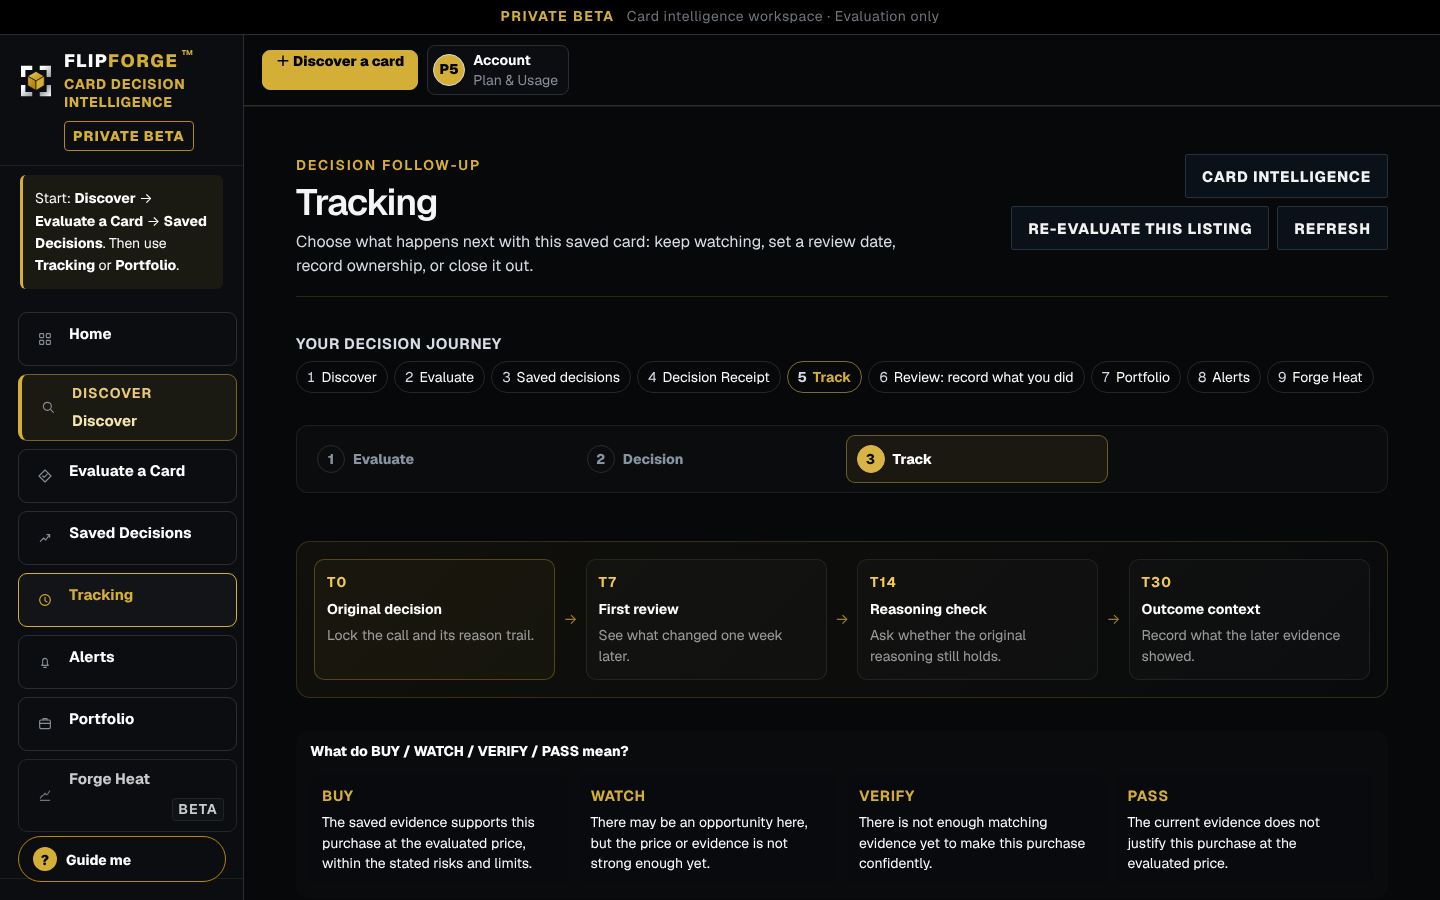 PRIVATE BETA Card intelligence workspace · Evaluation only
FLIPFORGE™
CARD DECISION
INTELLIGENCE
PRIVATE BETA
Start: Discover →
Evaluate a Card → Saved
Decisions. Then use
Tracking or Portfolio.
Home
DISCOVER
Discover
Evaluate a Card
Saved Decisions
Tracking
Alerts
Portfolio
Forge Heat
BETA
? Guide me
+ Discover a card
P5
Account
Plan & Usage
DECISION FOLLOW-UP
Tracking
Choose what happens next with this saved card: keep watching, set a review date,
record ownership, or close it out.
CARD INTELLIGENCE
RE-EVALUATE THIS LISTING
REFRESH
YOUR DECISION JOURNEY
1 Discover
2 Evaluate
3 Saved decisions
4 Decision Receipt
5 Track
6 Review: record what you did
7 Portfolio
8 Alerts
9 Forge Heat
1 Evaluate
2 Decision
3 Track
T0
Original decision
Lock the call and its reason trail.
→
T7
First review
See what changed one week
later.
→
T14
Reasoning check
Ask whether the original
reasoning still holds.
→
T30
Outcome context
Record what the later evidence
showed.
What do BUY / WATCH / VERIFY / PASS mean?
BUY
The saved evidence supports this
purchase at the evaluated price,
within the stated risks and limits.
WATCH
There may be an opportunity here,
but the price or evidence is not
strong enough yet.
VERIFY
There is not enough matching
evidence yet to make this purchase
confidently.
PASS
The current evidence does not
justify this purchase at the
evaluated price.